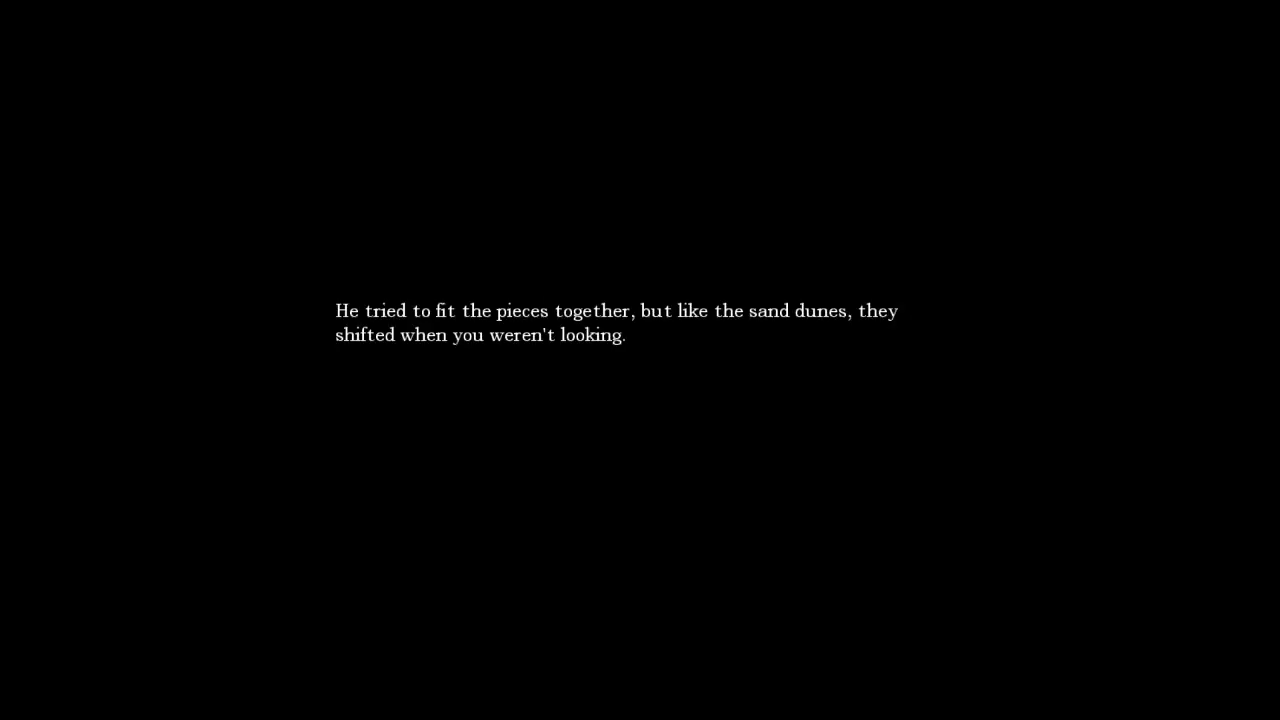 He tried to fit the pieces together, but like the sand dunes, they
shifted when you weren't looking.